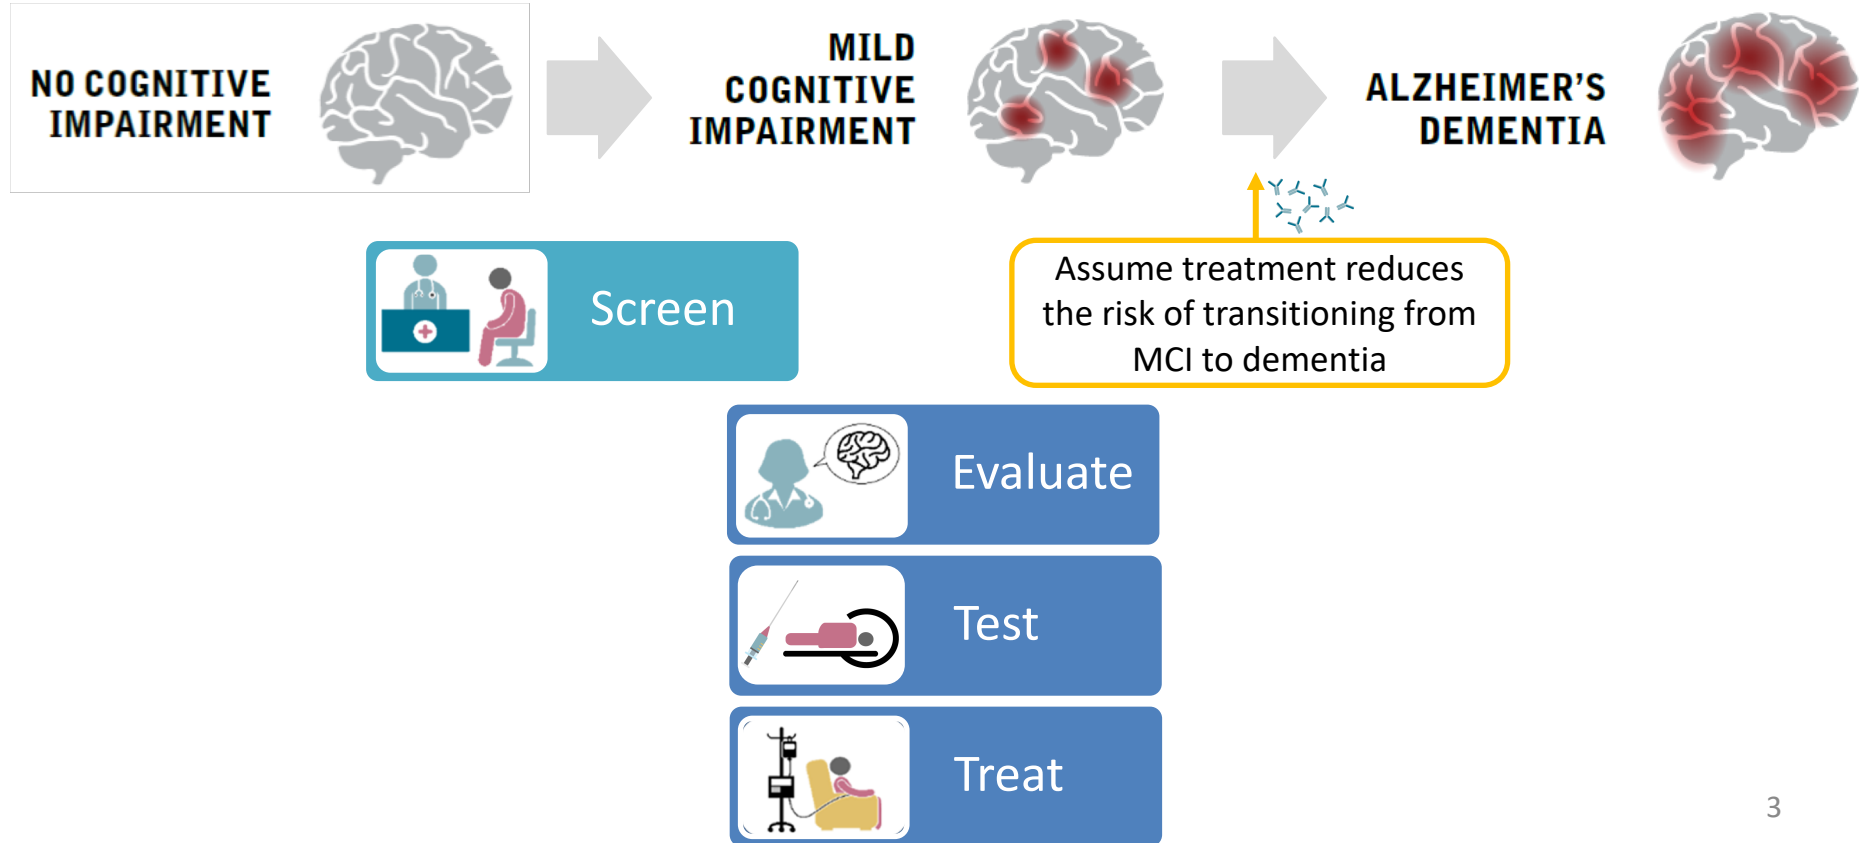 NO COGNITIVE
IMPAIRMENT
MILD
COGNITIVE
IMPAIRMENT
ALZHEIMER'S
DEMENTIA
Screen
Assume treatment reduces
the risk of transitioning from
MCI to dementia
Evaluate
Test
Treat
3